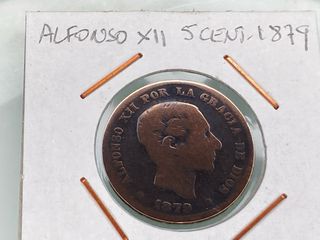 ALFONSO XII 5 CENT. 1879
ALFONSO XII POR LA GRACIA DE DIOS
1879